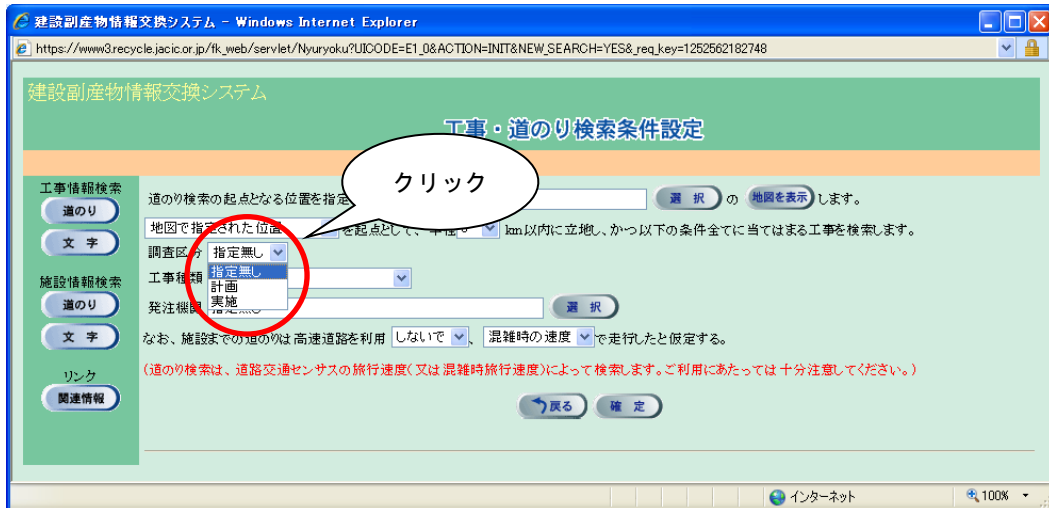 建設副産物情報交換システム - Windows Internet Explorer
https://www3.recycle.jacic.or.jp/fk_web/servlet/Nyuryoku?UICODE=E1_0&ACTION=INIT&NEW_SEARCH=YES&_req_key=1252562182748
建設副産物情報交換システム
工事・道のり検索条件設定
クリック
工事情報検索
道のり
文 字
施設情報検索
道のり
文 字
リンク
関連情報
道のり検索の起点となる位置を指定 選 択 の 地図を表示 します。
地図で指定された位置 を起点として、半径 km以内に立地し、かつ以下の条件全てに当てはまる工事を検索します。
調査区分 指定無し
指定無し
計画
実施
工事種類
発注機関 指定無し 選 択
なお、施設までの道のりは高速道路を利用 しないで 、 混雑時の速度 で走行したと仮定する。
(道のり検索は、道路交通センサスの旅行速度(又は混雑時旅行速度)によって検索します。ご利用にあたっては十分注意してください。)
戻る 確 定
インターネット 100%